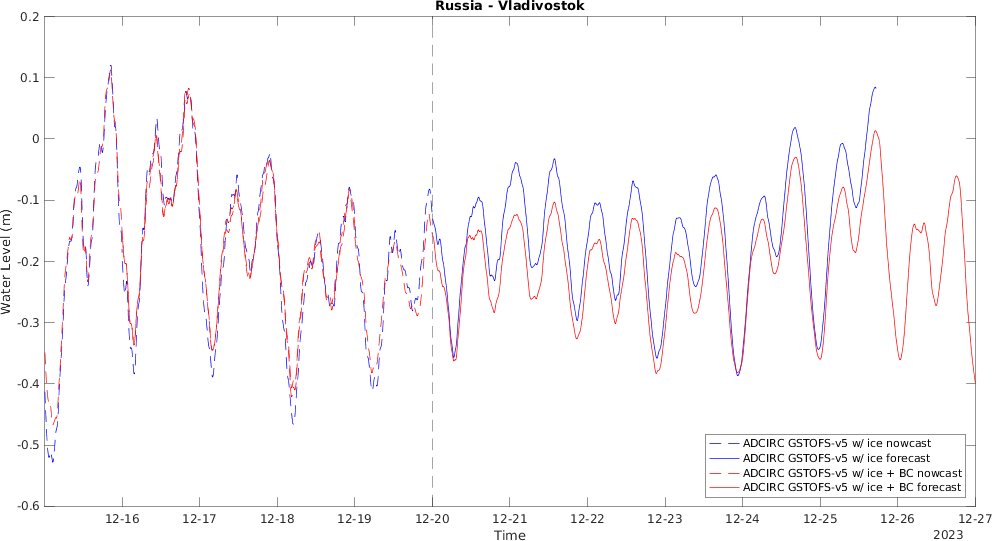 Russia - Vladivostok
0.2
0.1
0
-0.1
-0.2
-0.3
-0.4
-0.5
-0.6
Water Level (m)
ADCIRC GSTOFS-v5 w/ ice nowcast
ADCIRC GSTOFS-v5 w/ ice forecast
ADCIRC GSTOFS-v5 w/ ice + BC nowcast
ADCIRC GSTOFS-v5 w/ ice + BC forecast
12-16 12-17 12-18 12-19 12-20 12-21 12-22 12-23 12-24 12-25 12-26 12-27
Time
2023